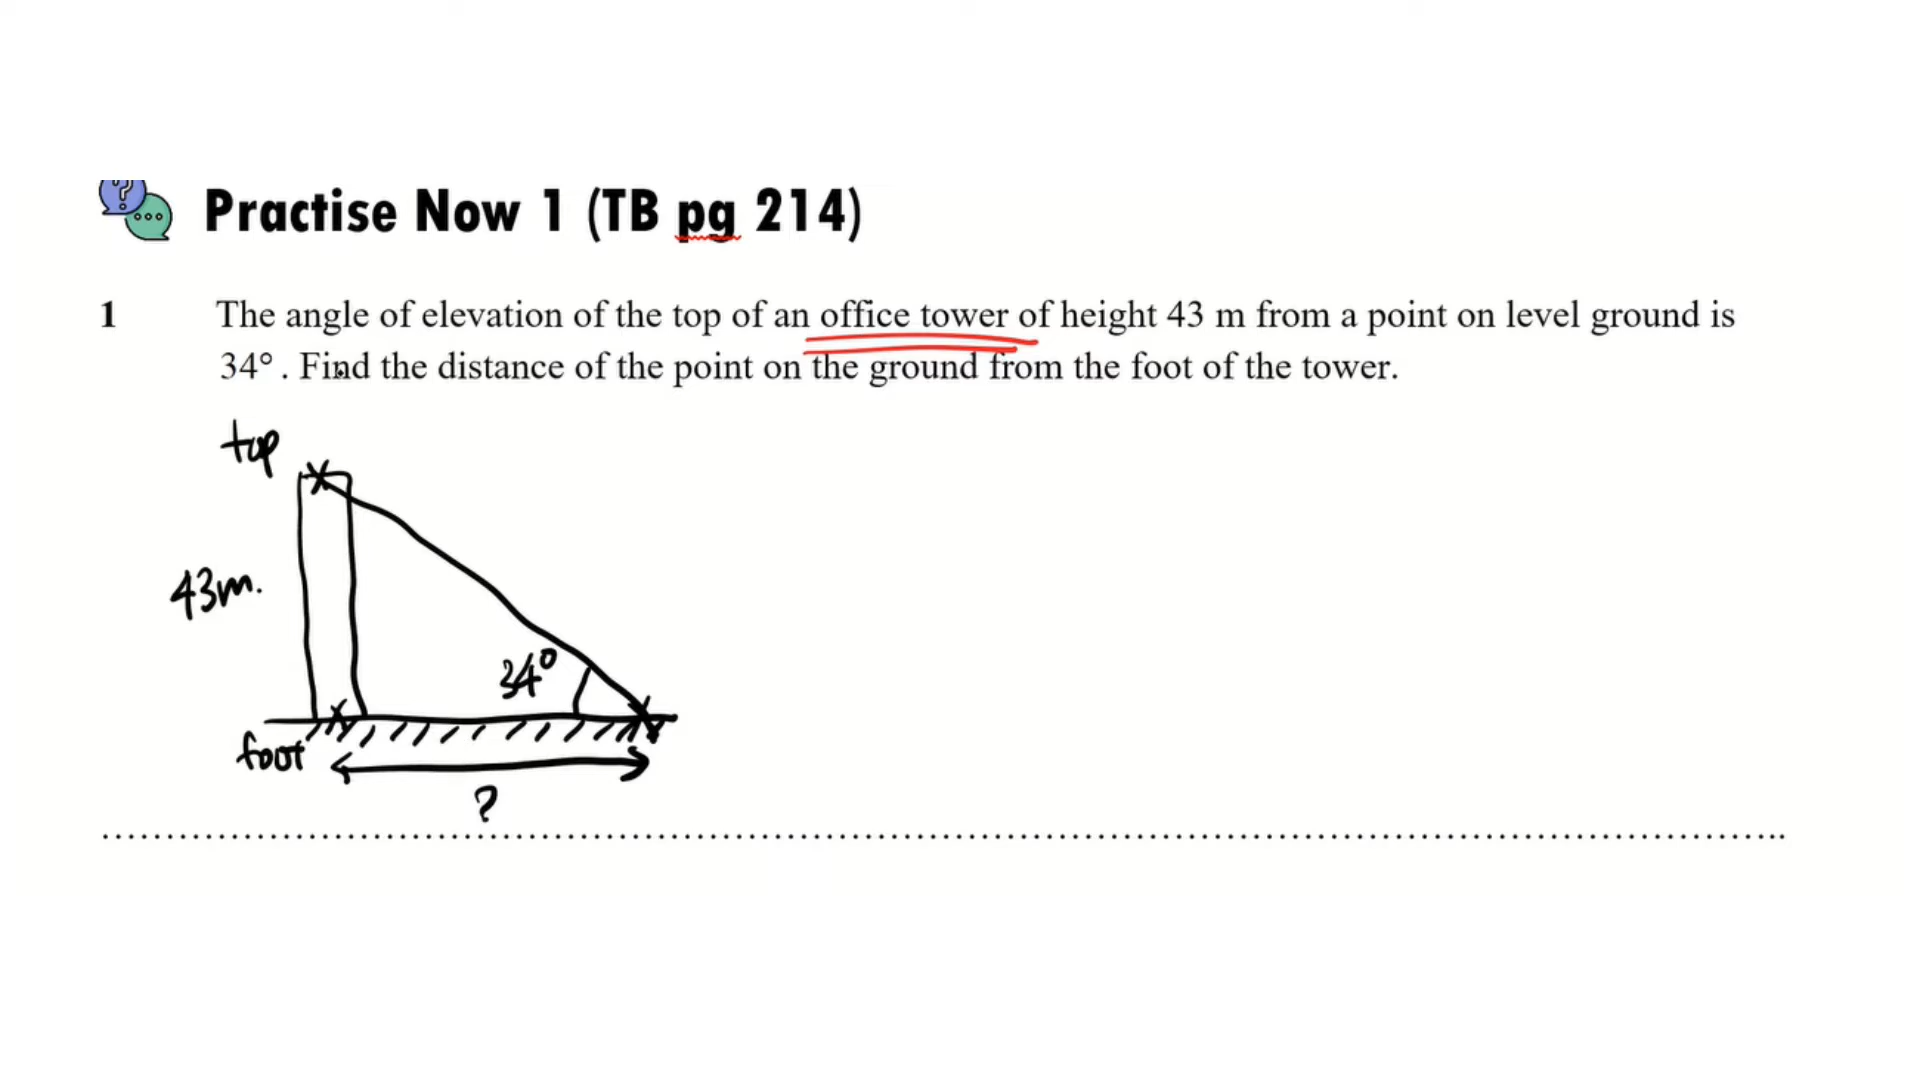 Practise Now 1 (TB pg 214)
1 The angle of elevation of the top of an office tower of height 43 m from a point on level ground is
34° . Find the distance of the point on the ground from the foot of the tower.
top
43m.
34°
foot
?